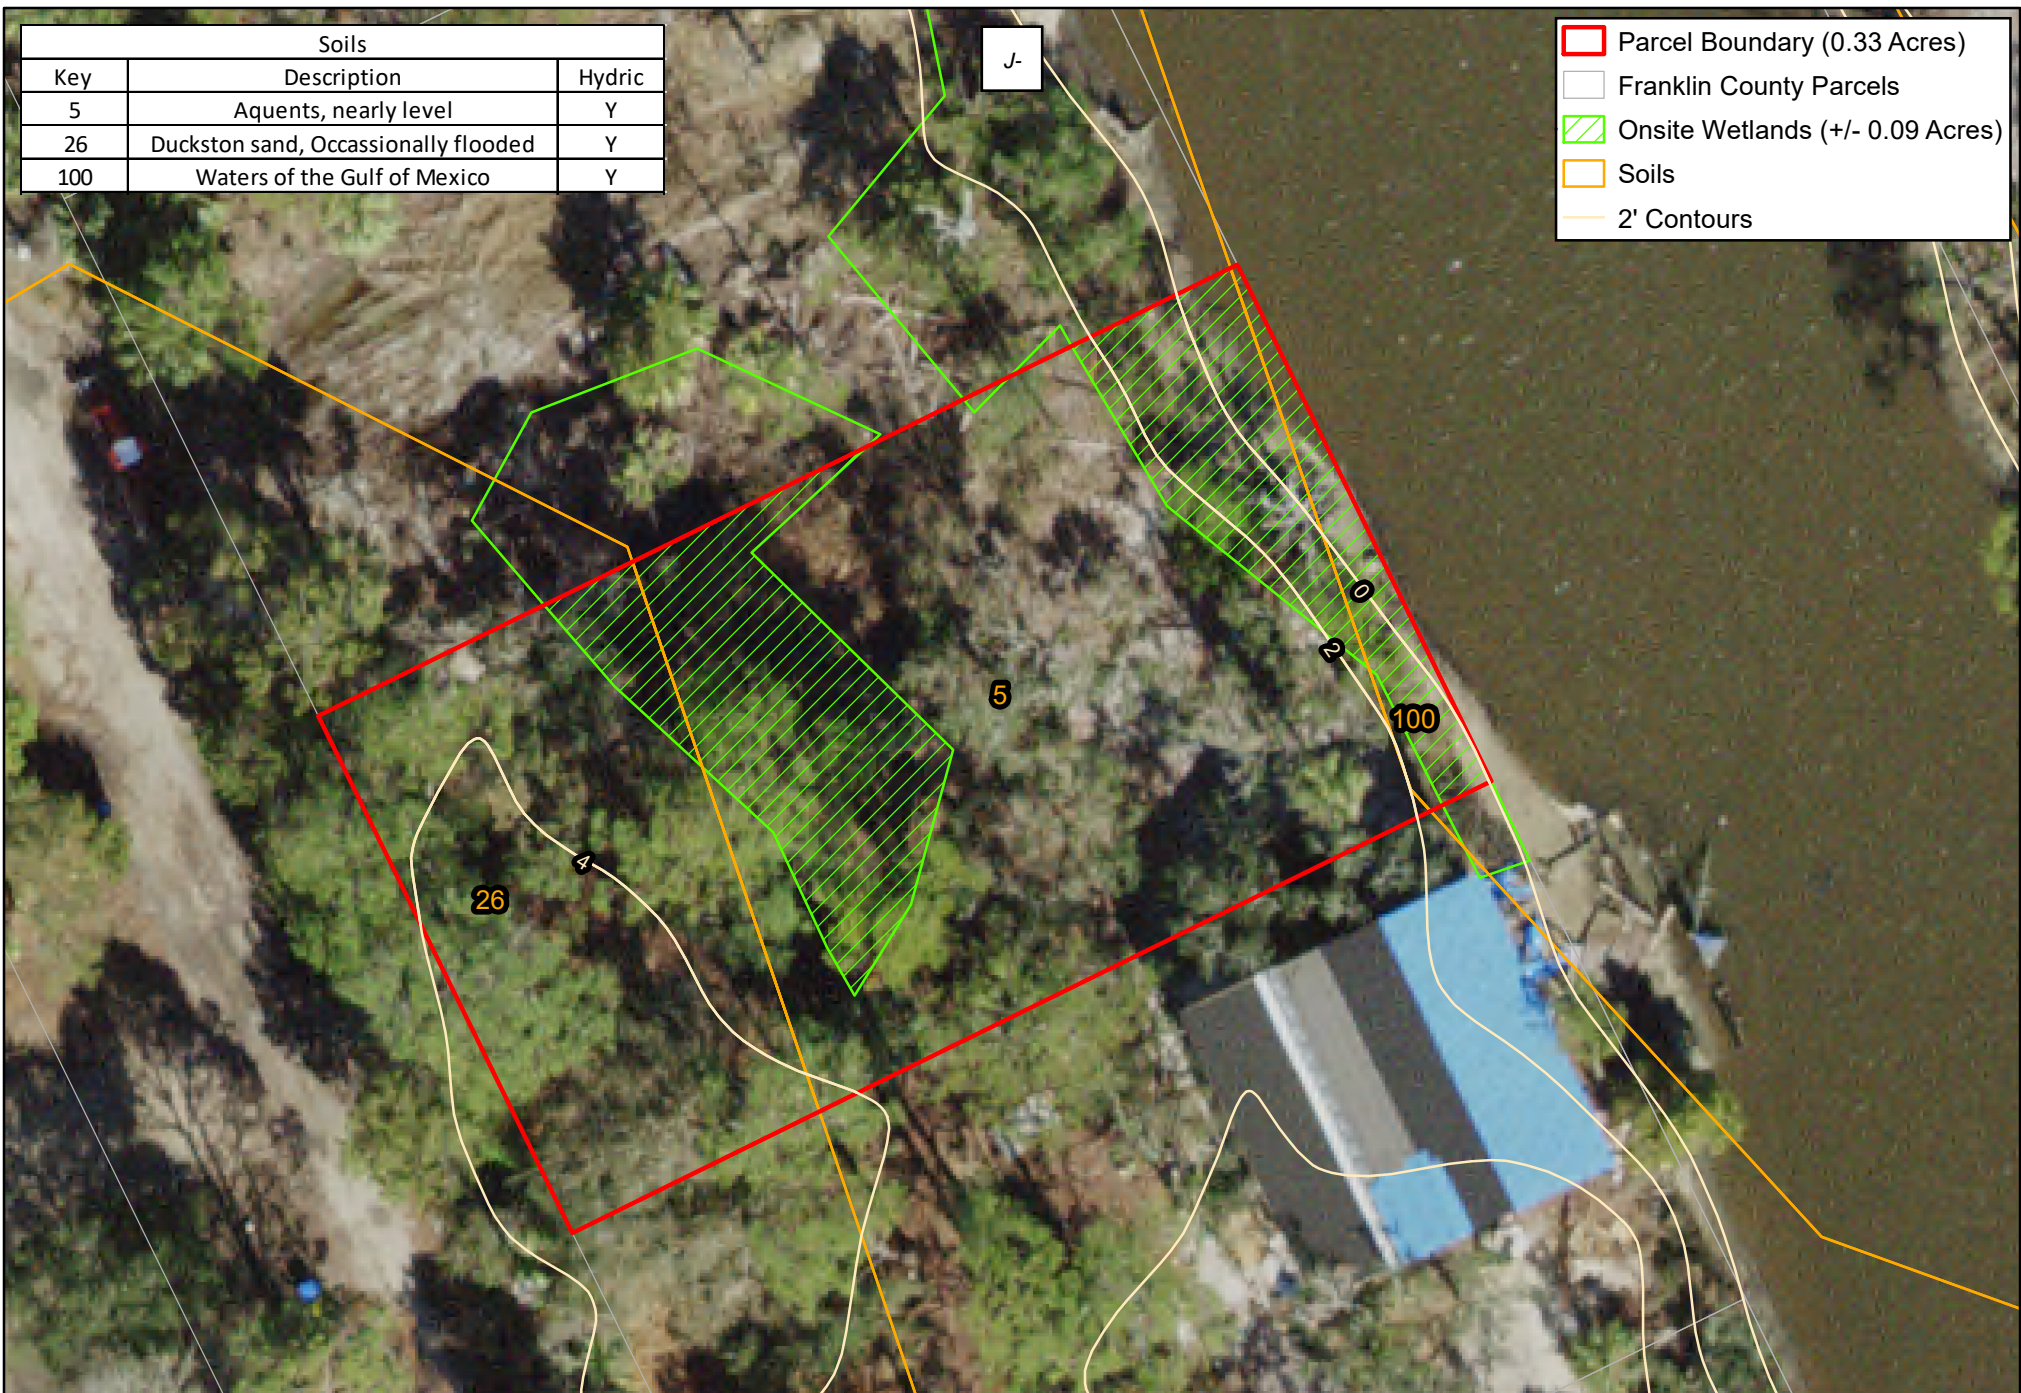 Soils
Key Description Hydric
5 Aquents, nearly level Y
26 Duckston sand, Occassionally flooded Y
100 Waters of the Gulf of Mexico Y
J-
Parcel Boundary (0.33 Acres)
Franklin County Parcels
Onsite Wetlands (+/- 0.09 Acres)
Soils
2' Contours
0
2
5
100
4
26